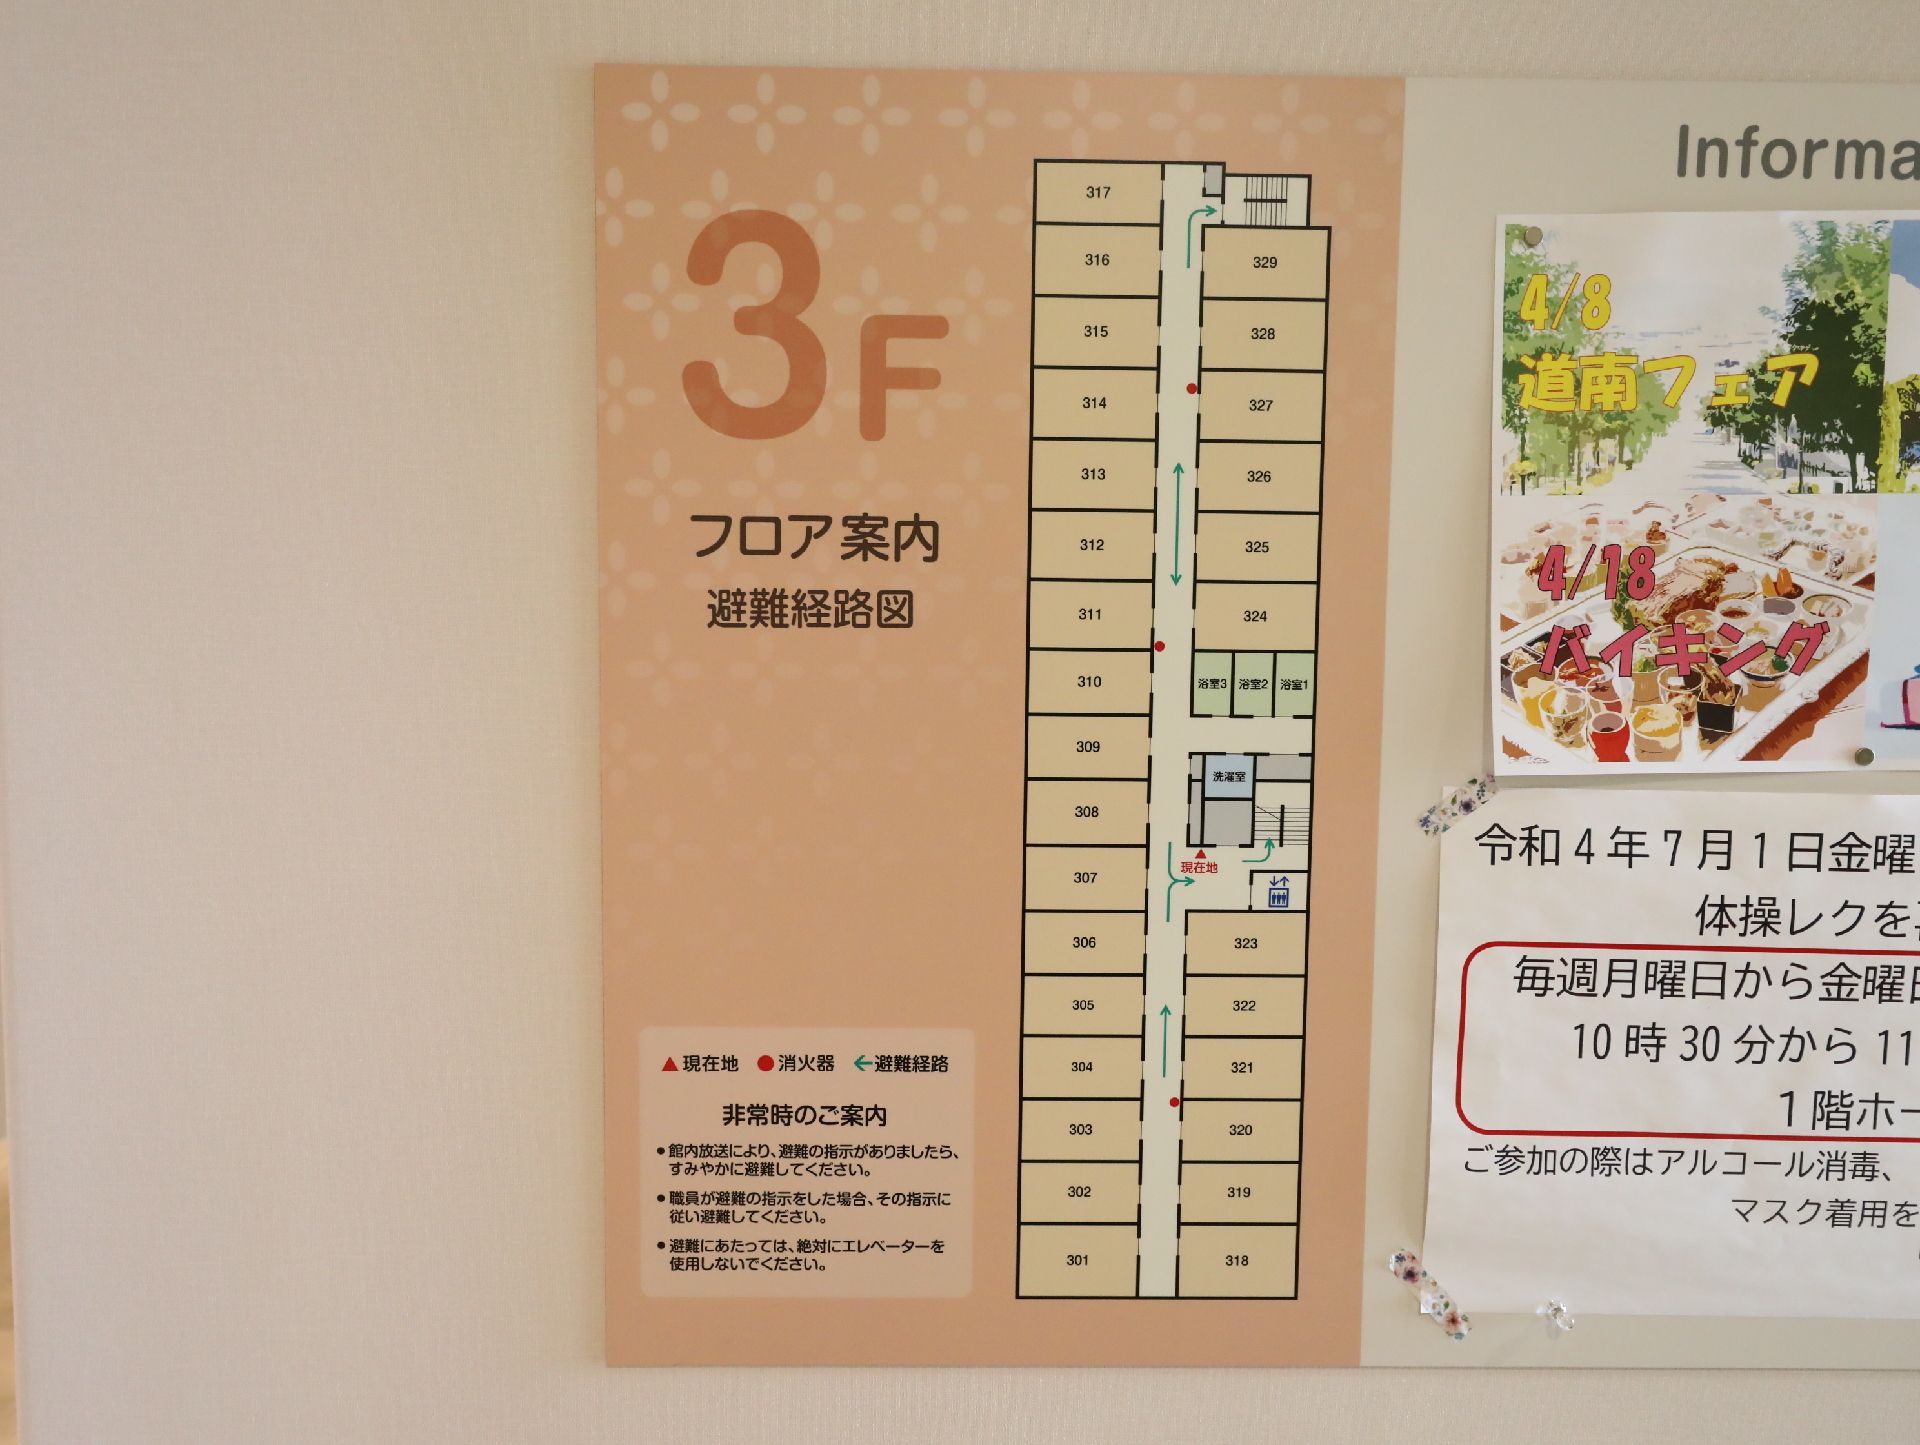 3F
フロア案内
避難経路図
317
316
315
314
313
312
311
310
309
308
307
306
305
304
303
302
301
329
328
327
326
325
324
浴室3 浴室2 浴室1
洗濯室
現在地
323
322
321
320
319
318
▲現在地 ●消火器 ←避難経路
非常時のご案内
●館内放送により、避難の指示がありましたら、
すみやかに避難してください。
●職員が避難の指示をした場合、その指示に
従い避難してください。
●避難にあたっては、絶対にエレベーターを
使用しないでください。
Informa
4/8
道南フェア
4/18
バイキング
令和4年7月1日金曜
体操レクを
毎週月曜日から金曜日
10時30分から11
1階ホー
ご参加の際はアルコール消毒、
マスク着用を